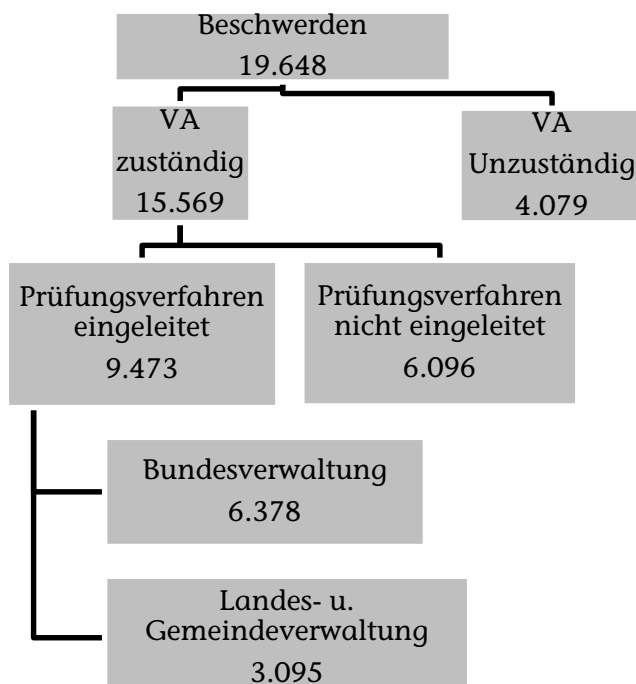 Beschwerden
19.648
VA
zuständig
15.569
VA
Unzuständig
4.079
Prüfungsverfahren
eingeleitet
9.473
Prüfungsverfahren
nicht eingeleitet
6.096
Bundesverwaltung
6.378
Landes- u.
Gemeindeverwaltung
3.095